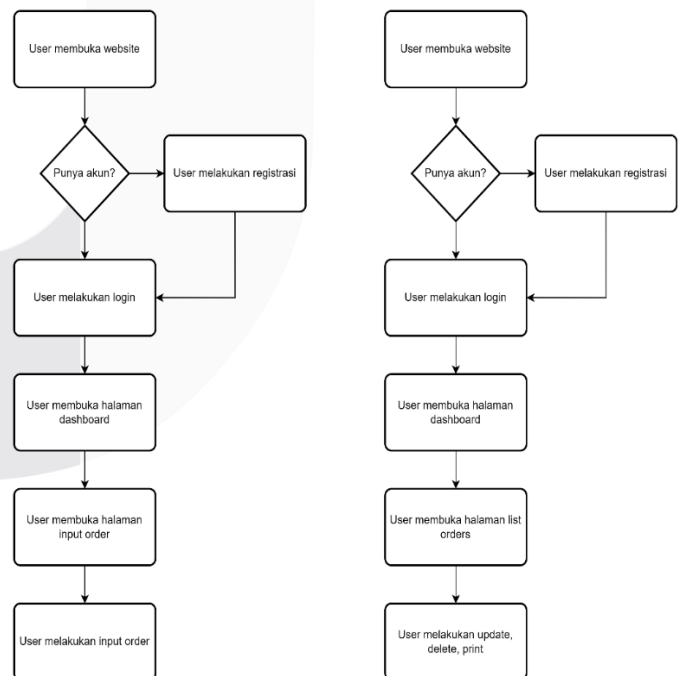 User membuka website
Punya akun?
User melakukan registrasi
User melakukan login
User membuka halaman
dashboard
User membuka halaman
input order
User melakukan input order
User membuka website
Punya akun?
User melakukan registrasi
User melakukan login
User membuka halaman
dashboard
User membuka halaman list
orders
User melakukan update,
delete, print